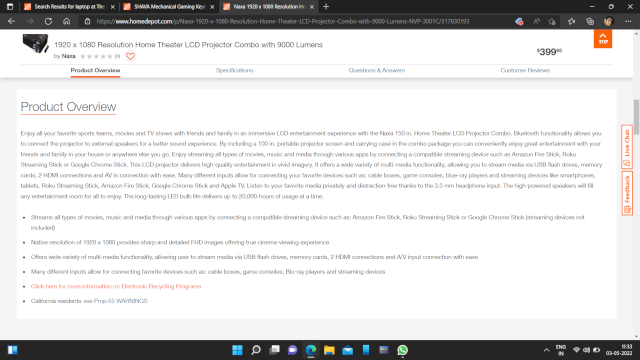 Search Results for laptop at The
SHAVA Mechanical Gaming Key
Naxa 1920 x 1080 Resolution Ho
https://www.homedepot.com/p/Naxa-1920-x-1080-Resolution-Home-Theater-LCD-Projector-Combo-with-9000-Lumens-NVP-3001C/317830193
1920 x 1080 Resolution Home Theater LCD Projector Combo with 9000 Lumens
by Naxa
(0)
$399
TOP
Product Overview
Specifications
Questions & Answers
Customer Reviews
Product Overview
Enjoy all your favorite sports teams, movies and TV shows with friends and family in an immersive LCD entertainment experience with the Naxa 150 in. Home Theater LCD Projector Combo. Bluetooth functionality allows you
to connect the projector to external speakers for a better sound experience. By including a 100 in. portable projector screen and carrying case in the combo package you can conveniently enjoy great entertainment with your
friends and family in your house or anywhere else you go. Enjoy streaming all types of movies, music and media through various apps by connecting a compatible streaming device such as Amazon Fire Stick, Roku
Streaming Stick or Google Chrome Stick. This LCD projector delivers high-quality entertainment in vivid imagery. It offers a wide variety of multi-media functionality, allowing you to stream media via USB flash drives, memory
cards, 2 HDMI connections and AV in connection with ease. Many different inputs allow for connecting your favorite devices such as: cable boxes, game consoles, blue-ray players and streaming devices like smartphones,
tablets, Roku Streaming Stick, Amazon Fire Stick, Google Chrome Stick and Apple TV. Listen to your favorite media privately and distraction-free thanks to the 3.5 mm headphone input. The high-powered speakers will fill
any entertainment room for all to enjoy. The long-lasting LED bulb life delivers up to 20,000-hours of usage at a time.
Streams all types of movies, music and media through various apps by connecting a compatible streaming device such as: Amazon Fire Stick, Roku Streaming Stick or Google Chrome Stick (streaming devices not
included)
Native resolution of 1920 x 1080 provides sharp and detailed FHD images offering true cinema-viewing experience
Offers wide variety of multi-media functionality, allowing user to stream media via USB flash drives, memory cards, 2 HDMI connections and A/V input connection with ease
Many different inputs allow for connecting favorite devices such as: cable boxes, game consoles, Blu-ray players and streaming devices
Click here for more information on Electronic Recycling Programs
California residents see Prop 65 WARNINGS
Live Chat
Feedback
ENG
IN
11:33
03-05-2022